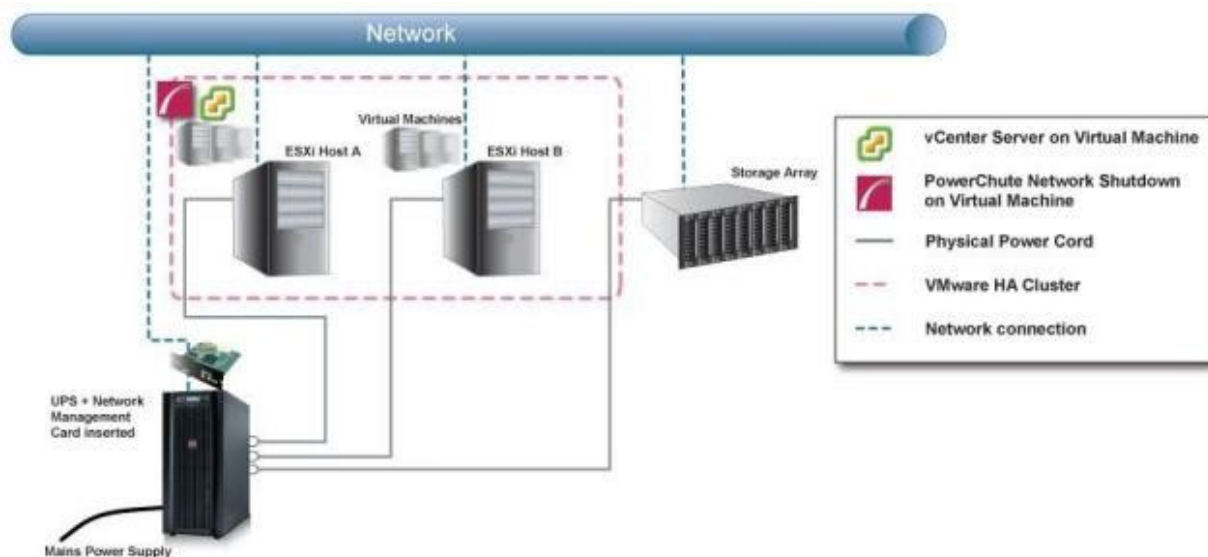 Network
Virtual Machines
ESXi Host A
ESXi Host B
Storage Array
UPS + Network
Management
Card inserted
Mains Power Supply
vCenter Server on Virtual Machine
PowerChute Network Shutdown
on Virtual Machine
Physical Power Cord
VMware HA Cluster
Network connection